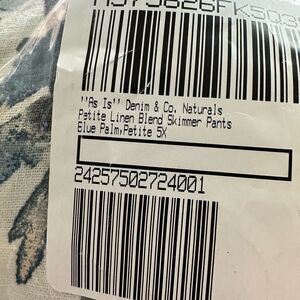 "As Is" Denim & Co. Naturals
Petite Linen Blend Skimmer Pants
Blue Palm,Petite 5X
24257502724001